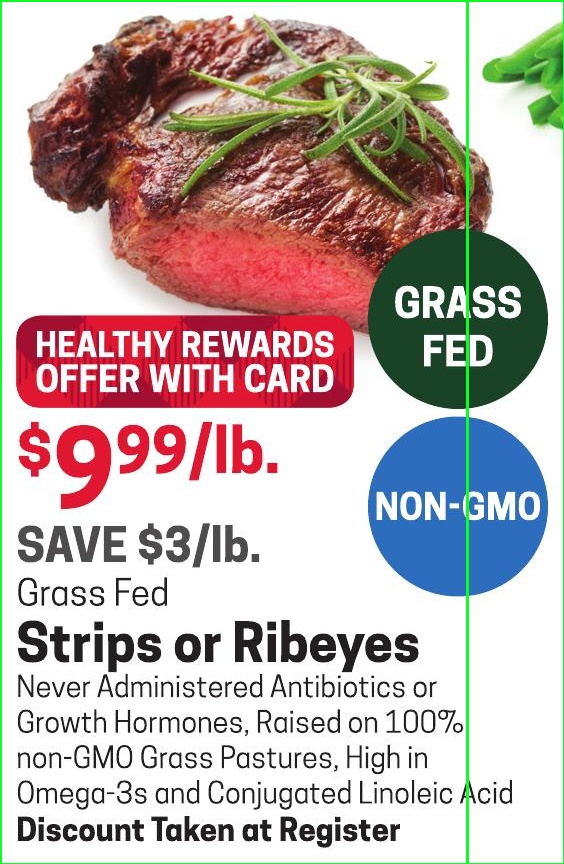 GRASS
FED
HEALTHY REWARDS
OFFER WITH CARD
$9.99/lb.
NON-GMO
SAVE $3/lb.
Grass Fed
Strips or Ribeyes
Never Administered Antibiotics or
Growth Hormones, Raised on 100%
non-GMO Grass Pastures, High in
Omega-3s and Conjugated Linoleic Acid
Discount Taken at Register